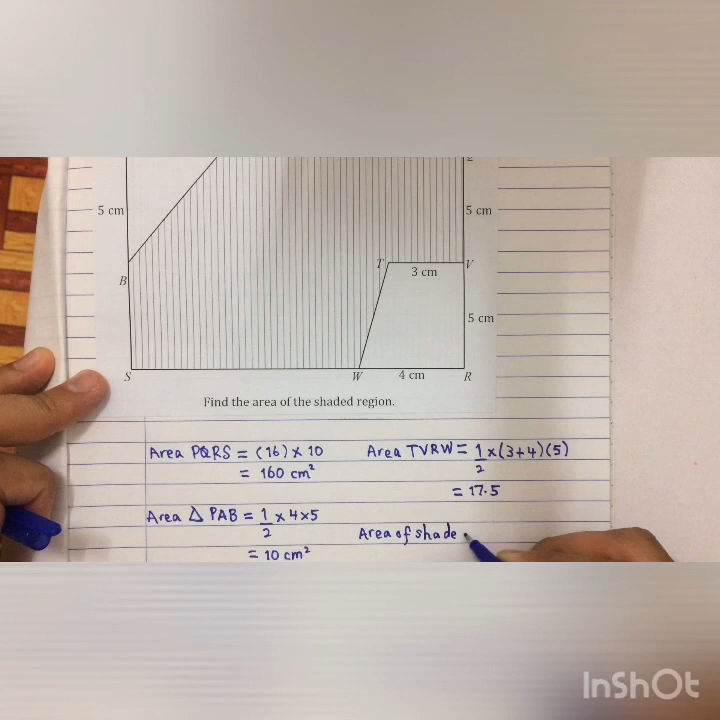 5 cm
5 cm
B
T
V
3 cm
5 cm
S
W
4 cm
R
Find the area of the shaded region.
Area PQRS = (16) × 10
= 160 cm²
Area △ PAB = 1/2 × 4 × 5
= 10 cm²
Area TVRW = 1/2 × (3+4)(5)
= 17.5
Area of shade
InShOt